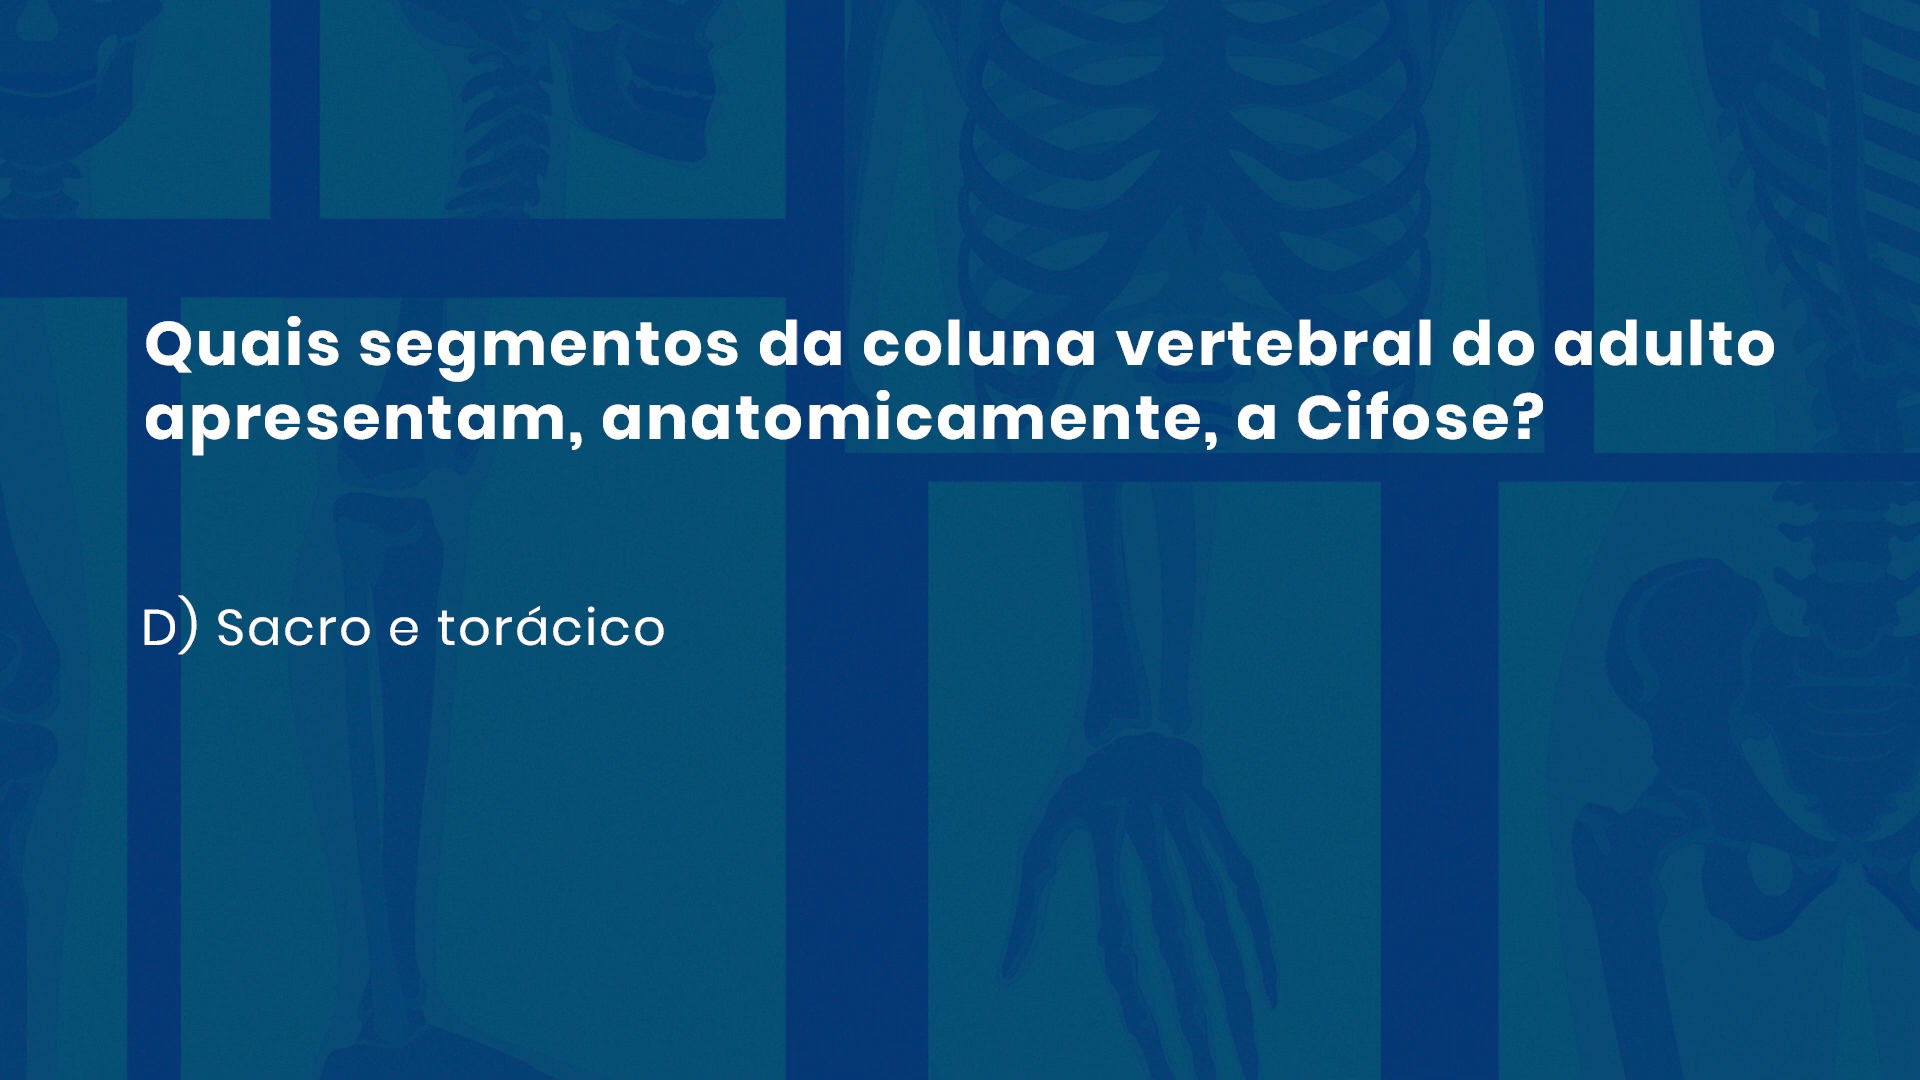 Quais segmentos da coluna vertebral do adulto
apresentam, anatomicamente, a Cifose?
D) Sacro e torácico